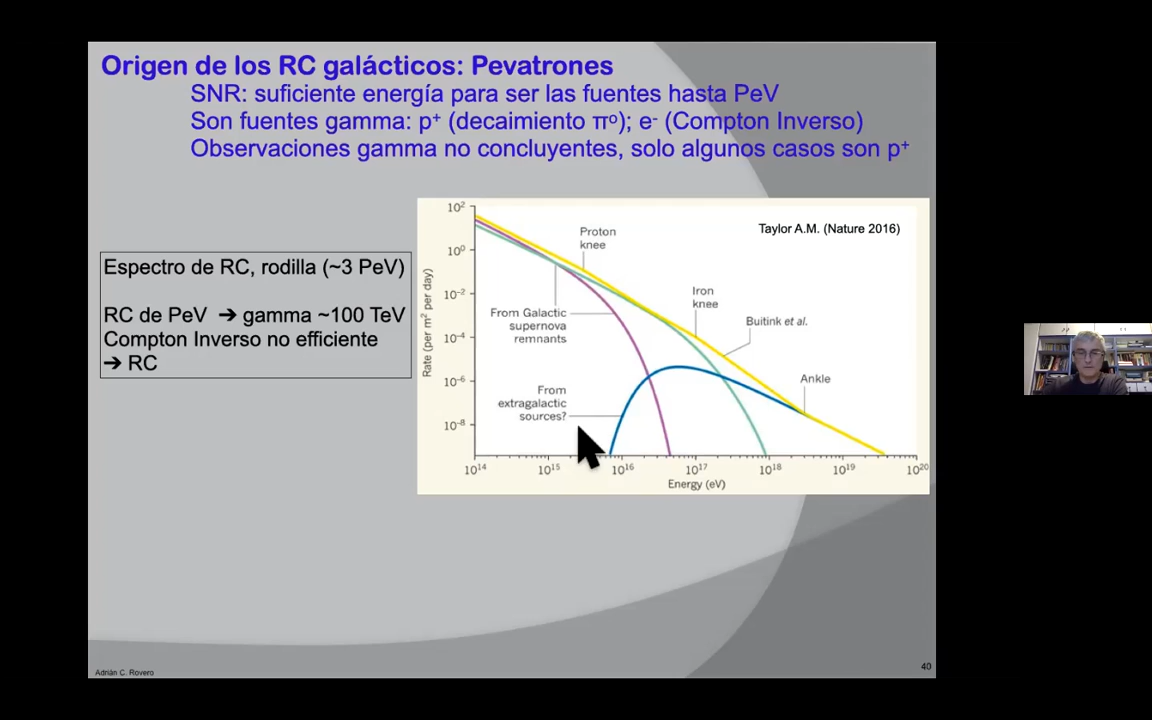 Origen de los RC galácticos: Pevatrones
SNR: suficiente energía para ser las fuentes hasta PeV
Son fuentes gamma: p⁺ (decaimiento π⁰); e⁻ (Compton Inverso)
Observaciones gamma no concluyentes, solo algunos casos son p⁺
Espectro de RC, rodilla (~3 PeV)
RC de PeV ➔ gamma ~100 TeV
Compton Inverso no efficiente
➔ RC
Taylor A.M. (Nature 2016)
Rate (per m² per day)
10²
10⁰
10⁻²
10⁻⁴
10⁻⁶
10⁻⁸
Proton
knee
Iron
knee
From Galactic
supernova
remnants
Buitink et al.
Ankle
From
extragalactic
sources?
10¹⁴ 10¹⁵ 10¹⁶ 10¹⁷ 10¹⁸ 10¹⁹ 10²⁰
Energy (eV)
Adrián C. Rovero
40